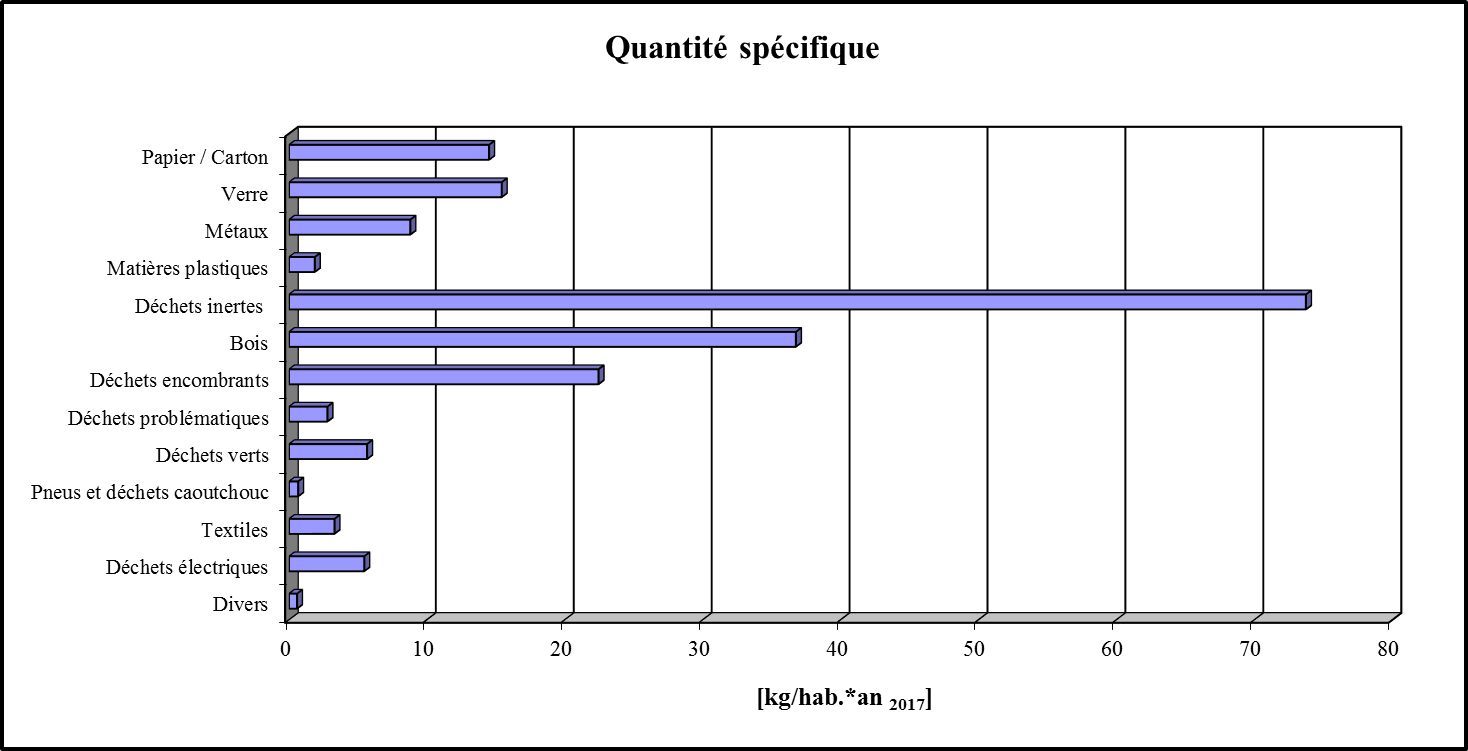 Quantité spécifique
Papier / Carton
Verre
Métaux
Matières plastiques
Déchets inertes
Bois
Déchets encombrants
Déchets problématiques
Déchets verts
Pneus et déchets caoutchouc
Textiles
Déchets électriques
Divers
0 10 20 30 40 50 60 70 80
[kg/hab.*an 2017]